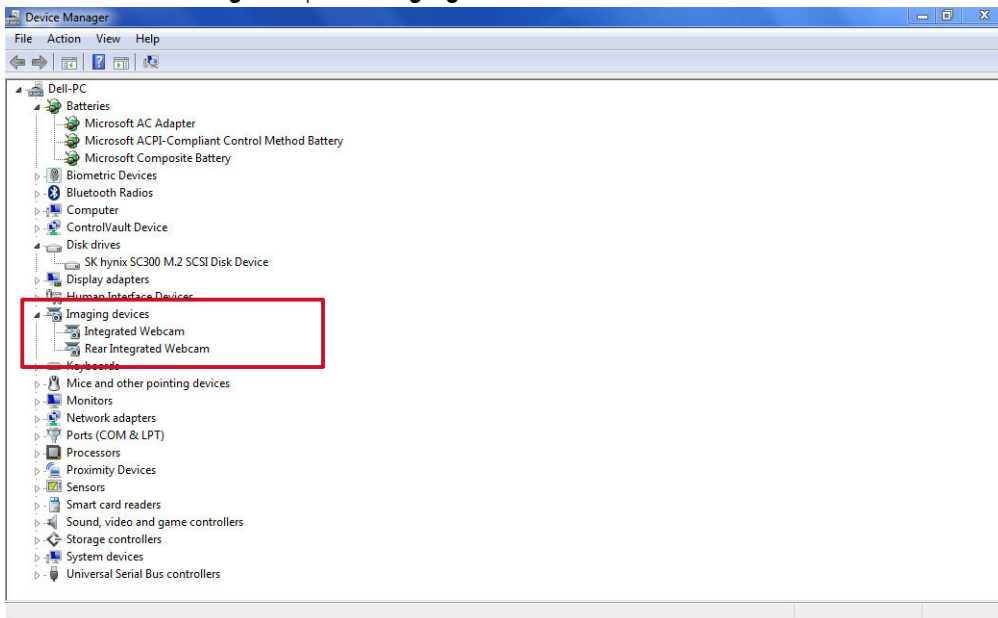 Device Manager
File Action View Help
Dell-PC
Batteries
Microsoft AC Adapter
Microsoft ACPI-Compliant Control Method Battery
Microsoft Composite Battery
Biometric Devices
Bluetooth Radios
Computer
ControlVault Device
Disk drives
SK hynix SC300 M.2 SCSI Disk Device
Display adapters
Human Interface Devices
Imaging devices
Integrated Webcam
Rear Integrated Webcam
Keyboards
Mice and other pointing devices
Monitors
Network adapters
Ports (COM & LPT)
Processors
Proximity Devices
Sensors
Smart card readers
Sound, video and game controllers
Storage controllers
System devices
Universal Serial Bus controllers